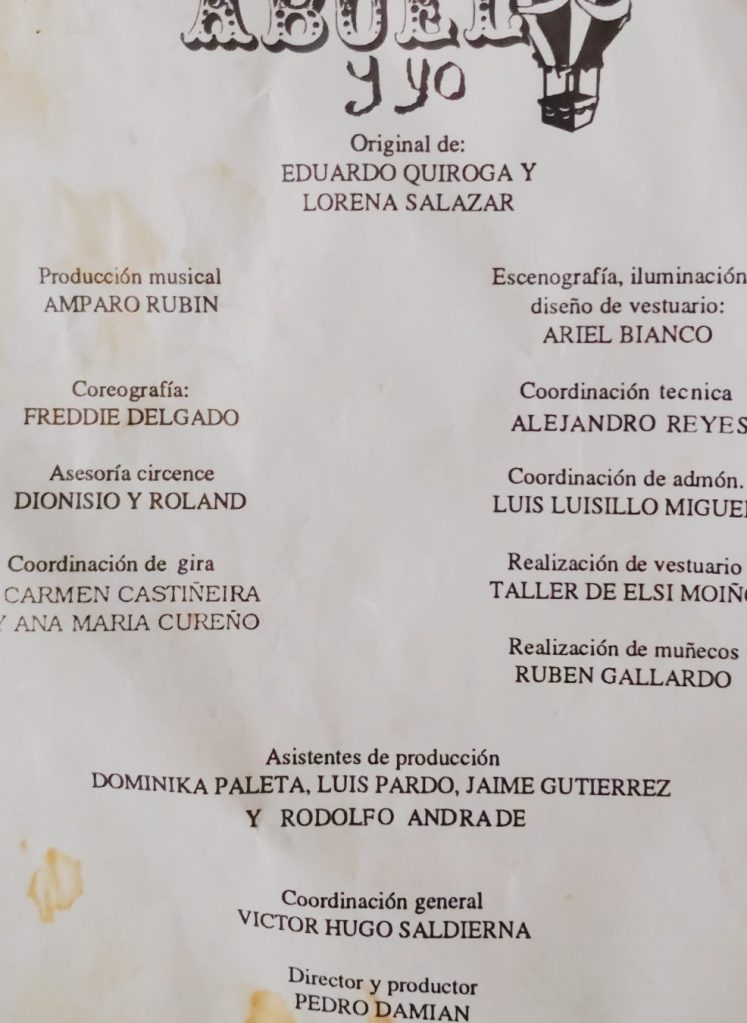 ABUEL
y yo
Original de:
EDUARDO QUIROGA Y
LORENA SALAZAR
Producción musical
AMPARO RUBIN
Coreografía:
FREDDIE DELGADO
Asesoría circence
DIONISIO Y ROLAND
Coordinación de gira
CARMEN CASTIÑEIRA
Y ANA MARIA CUREÑO
Escenografía, iluminación
diseño de vestuario:
ARIEL BIANCO
Coordinación tecnica
ALEJANDRO REYES
Coordinación de admón.
LUIS LUISILLO MIGUEL
Realización de vestuario
TALLER DE ELSI
Realización de muñecos
RUBEN GALLARDO
Asistentes de producción
DOMINIKA PALETA, LUIS PARDO, JAIME GUTIERREZ
Y RODOLFO ANDRADE
Coordinación general
VICTOR HUGO SALDIERNA
Director y productor
PEDRO DAMIAN